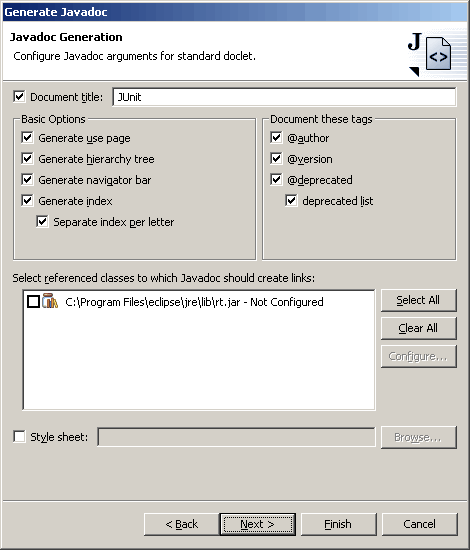 Generate Javadoc
Javadoc Generation
Configure Javadoc arguments for standard doclet.
Document title: JUnit
Basic Options
Generate use page
Generate hierarchy tree
Generate navigator bar
Generate index
Separate index per letter
Document these tags
@author
@version
@deprecated
deprecated list
Select referenced classes to which Javadoc should create links:
C:\Program Files\eclipse\jre\lib\rt.jar - Not Configured
Select All
Clear All
Configure...
Style sheet:
Browse...
< Back
Next >
Finish
Cancel